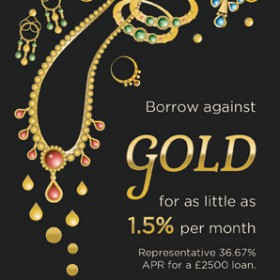 Borrow against
GOLD
for as little as
1.5% per month
Representative 36.67%
APR for a £2500 loan.